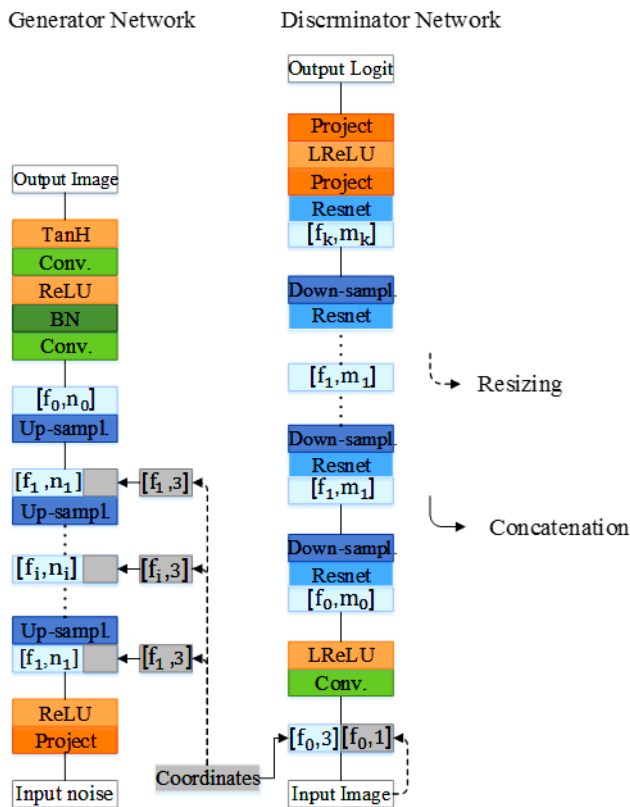 Generator Network
Output Image
TanH
Conv.
ReLU
BN
Conv.
[f₀,n₀]
Up-sampl.
[f₁,n₁]
[f₁,3]
Up-sampl.
[fᵢ,nᵢ]
[fᵢ,3]
Up-sampl.
[f₁,n₁]
[f₁,3]
ReLU
Project
Input noise
Coordinates
Discrminator Network
Output Logit
Project
LReLU
Project
Resnet
[fₖ,mₖ]
Down-sampl.
Resnet
[f₁,m₁]
Down-sampl.
Resnet
[f₁,m₁]
Down-sampl.
Resnet
[f₀,m₀]
LReLU
Conv.
[f₀,3] [f₀,1]
Input Image
Resizing
Concatenation